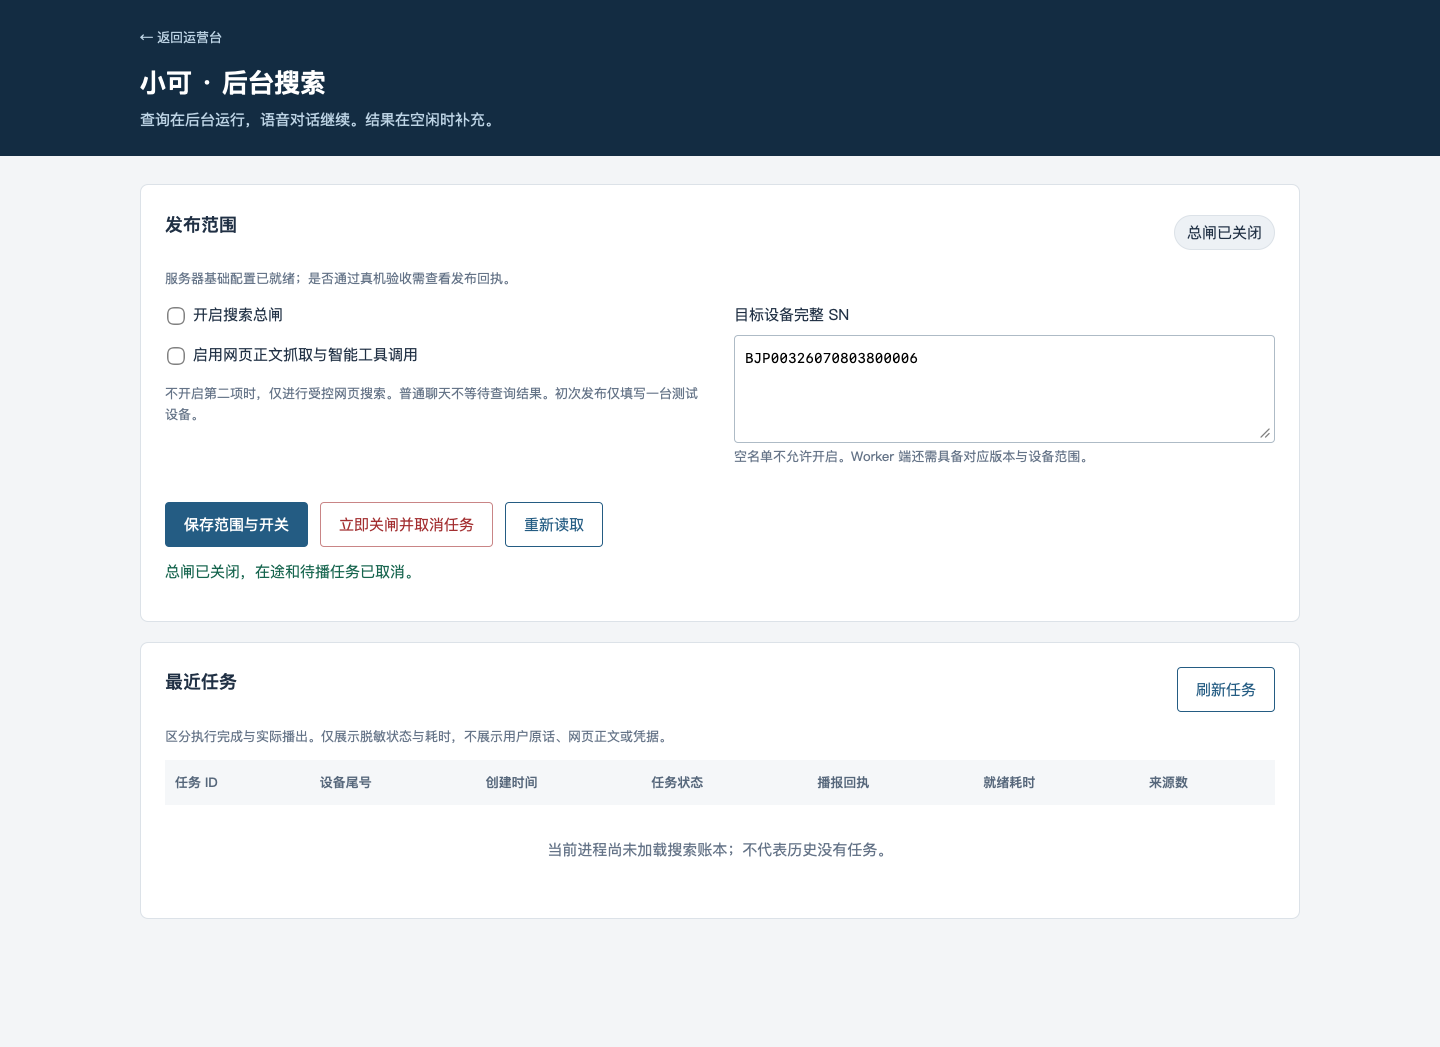 ← 返回运营台
小可 · 后台搜索
查询在后台运行，语音对话继续。结果在空闲时补充。
发布范围
总闸已关闭
服务器基础配置已就绪；是否通过真机验收需查看发布回执。
开启搜索总闸
启用网页正文抓取与智能工具调用
不开启第二项时，仅进行受控网页搜索。普通聊天不等待查询结果。初次发布仅填写一台测试
设备。
目标设备完整 SN
BJP00326070803800006
空名单不允许开启。Worker 端还需具备对应版本与设备范围。
保存范围与开关
立即关闸并取消任务
重新读取
总闸已关闭，在途和待播任务已取消。
最近任务
刷新任务
区分执行完成与实际播出。仅展示脱敏状态与耗时，不展示用户原话、网页正文或凭据。
任务 ID 设备尾号 创建时间 任务状态 播报回执 就绪耗时 来源数
当前进程尚未加载搜索账本；不代表历史没有任务。